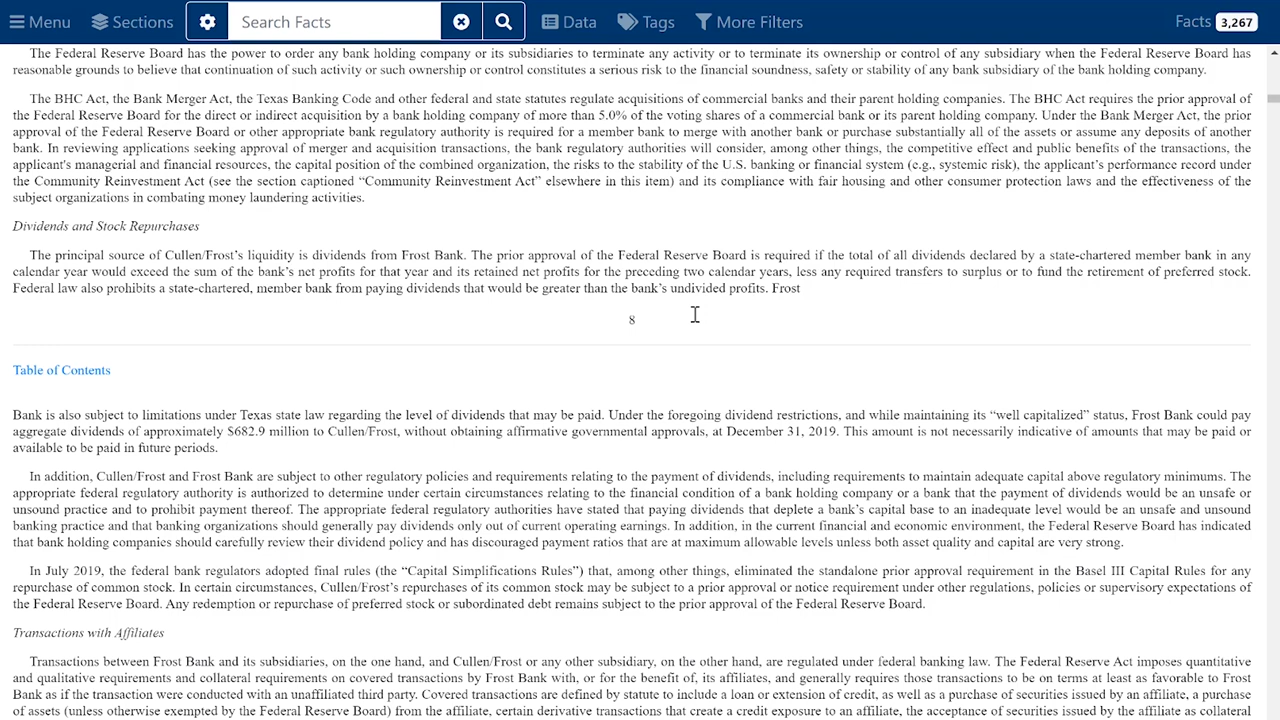 Menu Sections Search Facts Data Tags More Filters Facts 3,267
The Federal Reserve Board has the power to order any bank holding company or its subsidiaries to terminate any activity or to terminate its ownership or control of any subsidiary when the Federal Reserve Board has
reasonable grounds to believe that continuation of such activity or such ownership or control constitutes a serious risk to the financial soundness, safety or stability of any bank subsidiary of the bank holding company.
The BHC Act, the Bank Merger Act, the Texas Banking Code and other federal and state statutes regulate acquisitions of commercial banks and their parent holding companies. The BHC Act requires the prior approval of
the Federal Reserve Board for the direct or indirect acquisition by a bank holding company of more than 5.0% of the voting shares of a commercial bank or its parent holding company. Under the Bank Merger Act, the prior
approval of the Federal Reserve Board or other appropriate bank regulatory authority is required for a member bank to merge with another bank or purchase substantially all of the assets or assume any deposits of another
bank. In reviewing applications seeking approval of merger and acquisition transactions, the bank regulatory authorities will consider, among other things, the competitive effect and public benefits of the transactions, the
applicant's managerial and financial resources, the capital position of the combined organization, the risks to the stability of the U.S. banking or financial system (e.g., systemic risk), the applicant’s performance record under
the Community Reinvestment Act (see the section captioned “Community Reinvestment Act” elsewhere in this item) and its compliance with fair housing and other consumer protection laws and the effectiveness of the
subject organizations in combating money laundering activities.
Dividends and Stock Repurchases
The principal source of Cullen/Frost’s liquidity is dividends from Frost Bank. The prior approval of the Federal Reserve Board is required if the total of all dividends declared by a state-chartered member bank in any
calendar year would exceed the sum of the bank’s net profits for that year and its retained net profits for the preceding two calendar years, less any required transfers to surplus or to fund the retirement of preferred stock.
Federal law also prohibits a state-chartered, member bank from paying dividends that would be greater than the bank’s undivided profits. Frost
8
Table of Contents
Bank is also subject to limitations under Texas state law regarding the level of dividends that may be paid. Under the foregoing dividend restrictions, and while maintaining its “well capitalized” status, Frost Bank could pay
aggregate dividends of approximately $682.9 million to Cullen/Frost, without obtaining affirmative governmental approvals, at December 31, 2019. This amount is not necessarily indicative of amounts that may be paid or
available to be paid in future periods.
In addition, Cullen/Frost and Frost Bank are subject to other regulatory policies and requirements relating to the payment of dividends, including requirements to maintain adequate capital above regulatory minimums. The
appropriate federal regulatory authority is authorized to determine under certain circumstances relating to the financial condition of a bank holding company or a bank that the payment of dividends would be an unsafe or
unsound practice and to prohibit payment thereof. The appropriate federal regulatory authorities have stated that paying dividends that deplete a bank’s capital base to an inadequate level would be an unsafe and unsound
banking practice and that banking organizations should generally pay dividends only out of current operating earnings. In addition, in the current financial and economic environment, the Federal Reserve Board has indicated
that bank holding companies should carefully review their dividend policy and has discouraged payment ratios that are at maximum allowable levels unless both asset quality and capital are very strong.
In July 2019, the federal bank regulators adopted final rules (the “Capital Simplifications Rules”) that, among other things, eliminated the standalone prior approval requirement in the Basel III Capital Rules for any
repurchase of common stock. In certain circumstances, Cullen/Frost’s repurchases of its common stock may be subject to a prior approval or notice requirement under other regulations, policies or supervisory expectations of
the Federal Reserve Board. Any redemption or repurchase of preferred stock or subordinated debt remains subject to the prior approval of the Federal Reserve Board.
Transactions with Affiliates
Transactions between Frost Bank and its subsidiaries, on the one hand, and Cullen/Frost or any other subsidiary, on the other hand, are regulated under federal banking law. The Federal Reserve Act imposes quantitative
and qualitative requirements and collateral requirements on covered transactions by Frost Bank with, or for the benefit of, its affiliates, and generally requires those transactions to be on terms at least as favorable to Frost
Bank as if the transaction were conducted with an unaffiliated third party. Covered transactions are defined by statute to include a loan or extension of credit, as well as a purchase of securities issued by an affiliate, a purchase
of assets (unless otherwise exempted by the Federal Reserve Board) from the affiliate, certain derivative transactions that create a credit exposure to an affiliate, the acceptance of securities issued by the affiliate as collateral